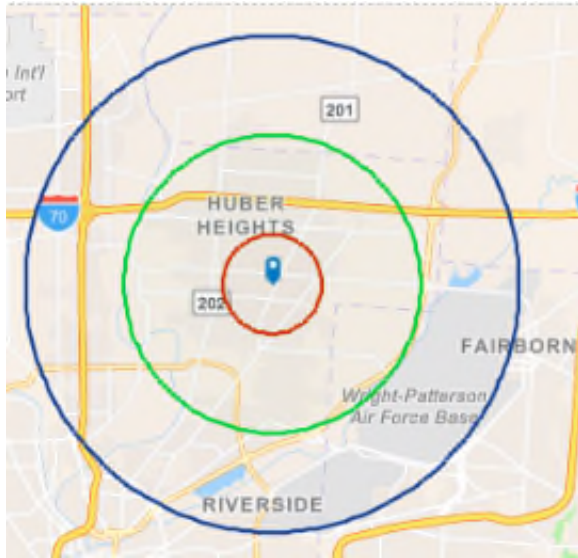 Int'l
ort
201
HUBER
HEIGHTS
70
202
FAIRBORN
Wright-Patterson
Air Force Base
RIVERSIDE